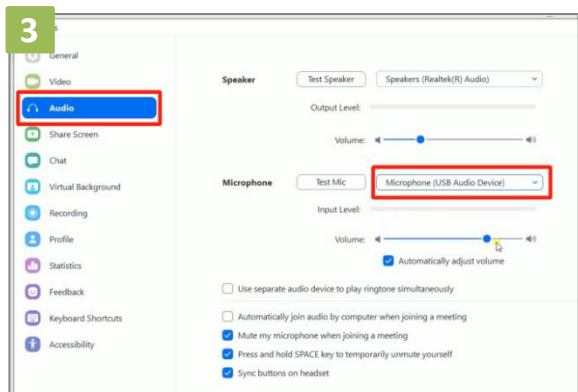 3
s
General
Video
Audio
Share Screen
Chat
Virtual Background
Recording
Profile
Statistics
Feedback
Keyboard Shortcuts
Accessibility
Speaker Test Speaker Speakers (Realtek(R) Audio)
Output Level:
Volume:
Microphone Test Mic Microphone (USB Audio Device)
Input Level:
Volume:
Automatically adjust volume
Use separate audio device to play ringtone simultaneously
Automatically join audio by computer when joining a meeting
Mute my microphone when joining a meeting
Press and hold SPACE key to temporarily unmute yourself
Sync buttons on headset